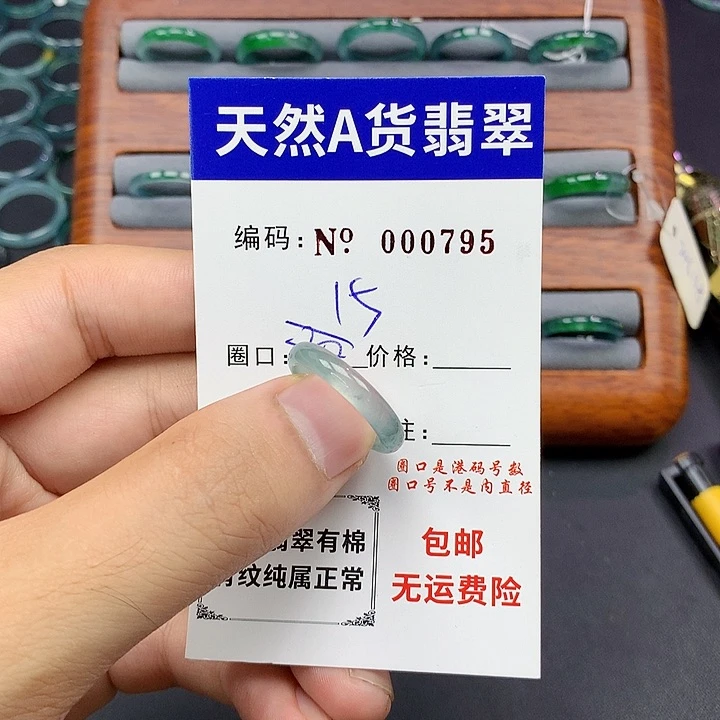 天然A货翡翠
编码：Nº 000795
15
圈口： 价格：
注：
圈口是港码号数
圈口号不是内直径
翡翠有棉
纹纯属正常
包邮
无运费险